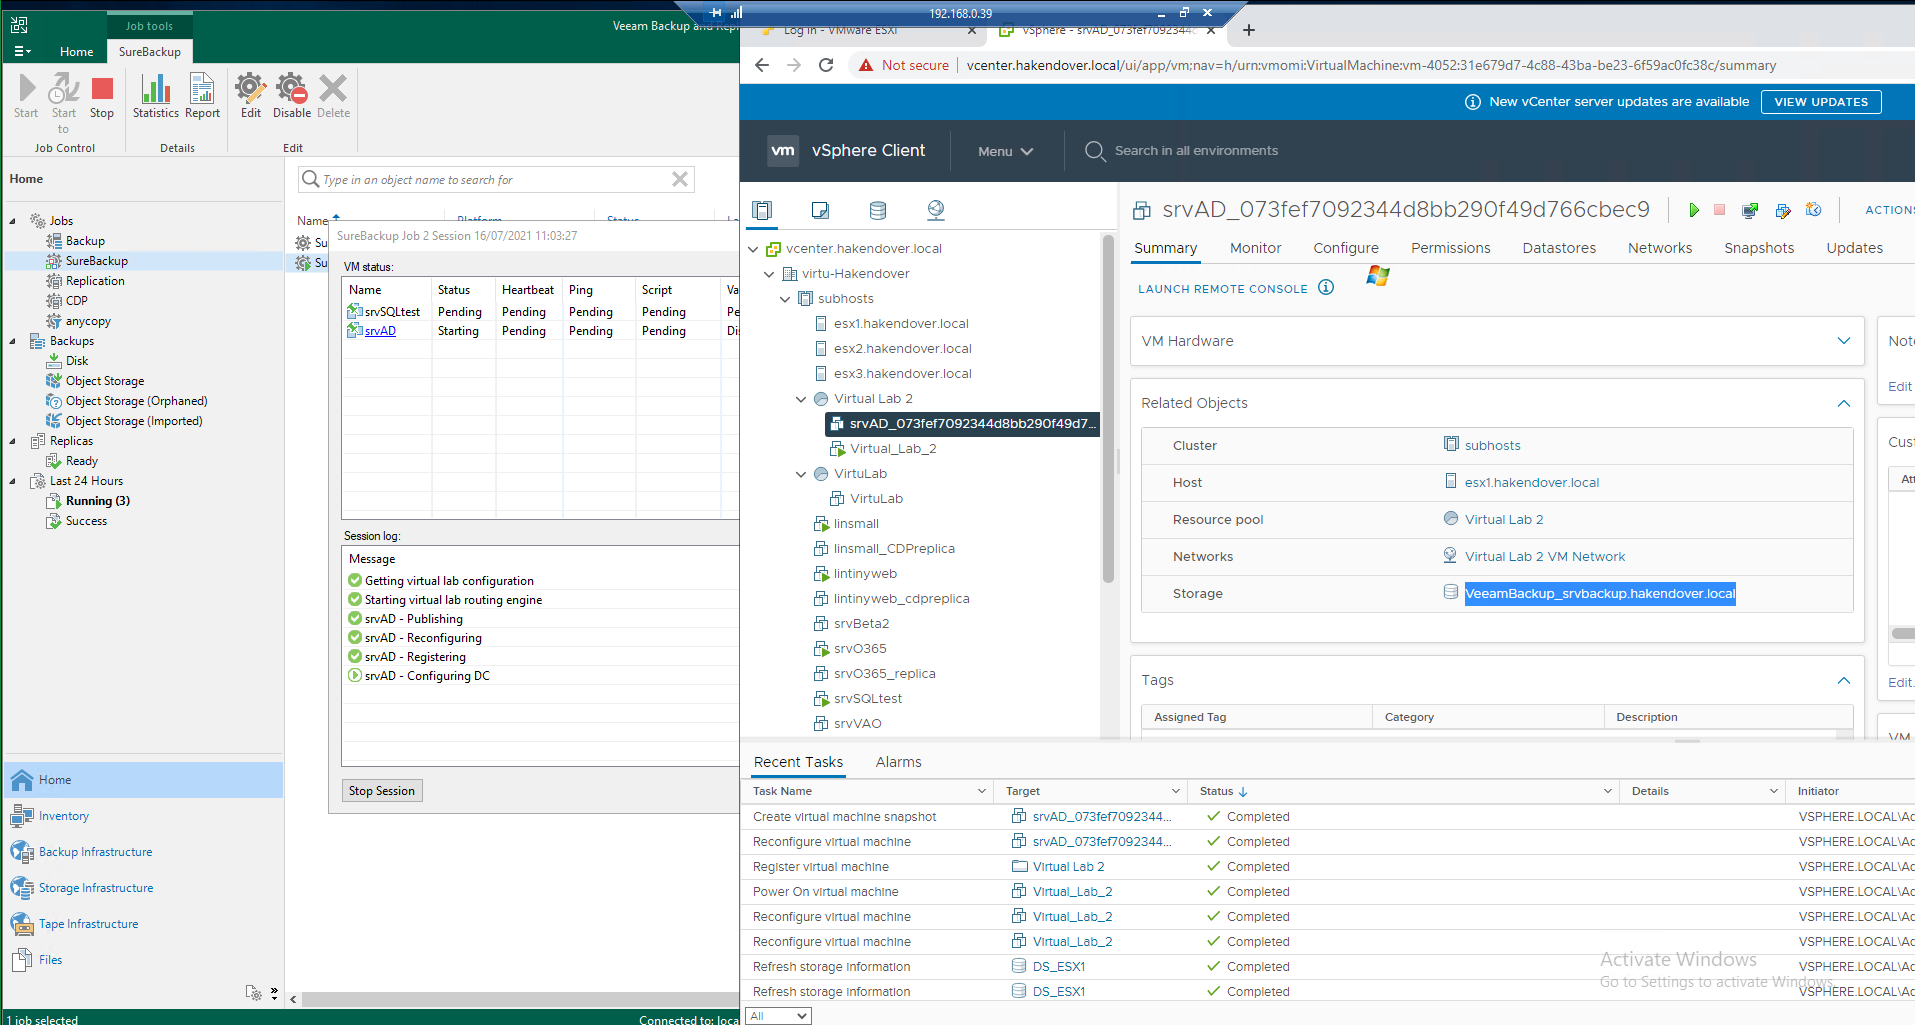 192.168.0.39
Job tools
Veeam Backup and Repli
Home
SureBackup
Start
Start to
Stop
Statistics
Report
Edit
Disable
Delete
Job Control
Details
Edit
Home
Jobs
Backup
SureBackup
Replication
CDP
anycopy
Backups
Disk
Object Storage
Object Storage (Orphaned)
Object Storage (Imported)
Replicas
Ready
Last 24 Hours
Running (3)
Success
Home
Inventory
Backup Infrastructure
Storage Infrastructure
Tape Infrastructure
Files
1 job selected
Connected to: loca
Type in an object name to search for
Name
Platform
Status
La
Su
Su
SureBackup Job 2 Session 16/07/2021 11:03:27
VM status:
Name Status Heartbeat Ping Script Va
srvSQLtest Pending Pending Pending Pending Pe
srvAD Starting Pending Pending Pending Di
Session log:
Message
Getting virtual lab configuration
Starting virtual lab routing engine
srvAD - Publishing
srvAD - Reconfiguring
srvAD - Registering
srvAD - Configuring DC
Stop Session
Log in - VMware ESXi
vSphere - srvAD_073fef7092344c
Not secure
vcenter.hakendover.local/ui/app/vm;nav=h/urn:vmomi:VirtualMachine:vm-4052:31e679d7-4c88-43ba-be23-6f59ac0fc38c/summary
New vCenter server updates are available
VIEW UPDATES
vm
vSphere Client
Menu
Search in all environments
vcenter.hakendover.local
virtu-Hakendover
subhosts
esx1.hakendover.local
esx2.hakendover.local
esx3.hakendover.local
Virtual Lab 2
srvAD_073fef7092344d8bb290f49d7...
Virtual_Lab_2
VirtuLab
VirtuLab
linsmall
linsmall_CDPreplica
lintinyweb
lintinyweb_cdpreplica
srvBeta2
srvO365
srvO365_replica
srvSQLtest
srvVAO
srvAD_073fef7092344d8bb290f49d766cbec9
ACTIONS
Summary Monitor Configure Permissions Datastores Networks Snapshots Updates
LAUNCH REMOTE CONSOLE
VM Hardware
Related Objects
Cluster subhosts
Host esx1.hakendover.local
Resource pool Virtual Lab 2
Networks Virtual Lab 2 VM Network
Storage VeeamBackup_srvbackup.hakendover.local
Tags
Assigned Tag Category Description
Note
Edit
Cust
Att
Edit.
VM
Recent Tasks
Alarms
Task Name Target Status Details Initiator
Create virtual machine snapshot srvAD_073fef7092344... Completed VSPHERE.LOCAL\Ad
Reconfigure virtual machine srvAD_073fef7092344... Completed VSPHERE.LOCAL\Ad
Register virtual machine Virtual Lab 2 Completed VSPHERE.LOCAL\Ad
Power On virtual machine Virtual_Lab_2 Completed VSPHERE.LOCAL\Ad
Reconfigure virtual machine Virtual_Lab_2 Completed VSPHERE.LOCAL\Ad
Reconfigure virtual machine Virtual_Lab_2 Completed VSPHERE.LOCAL\Ad
Refresh storage information DS_ESX1 Completed VSPHERE.LOCAL\Ad
Refresh storage information DS_ESX1 Completed VSPHERE.LOCAL\Ad
All
Activate Windows
Go to Settings to activate Windows.